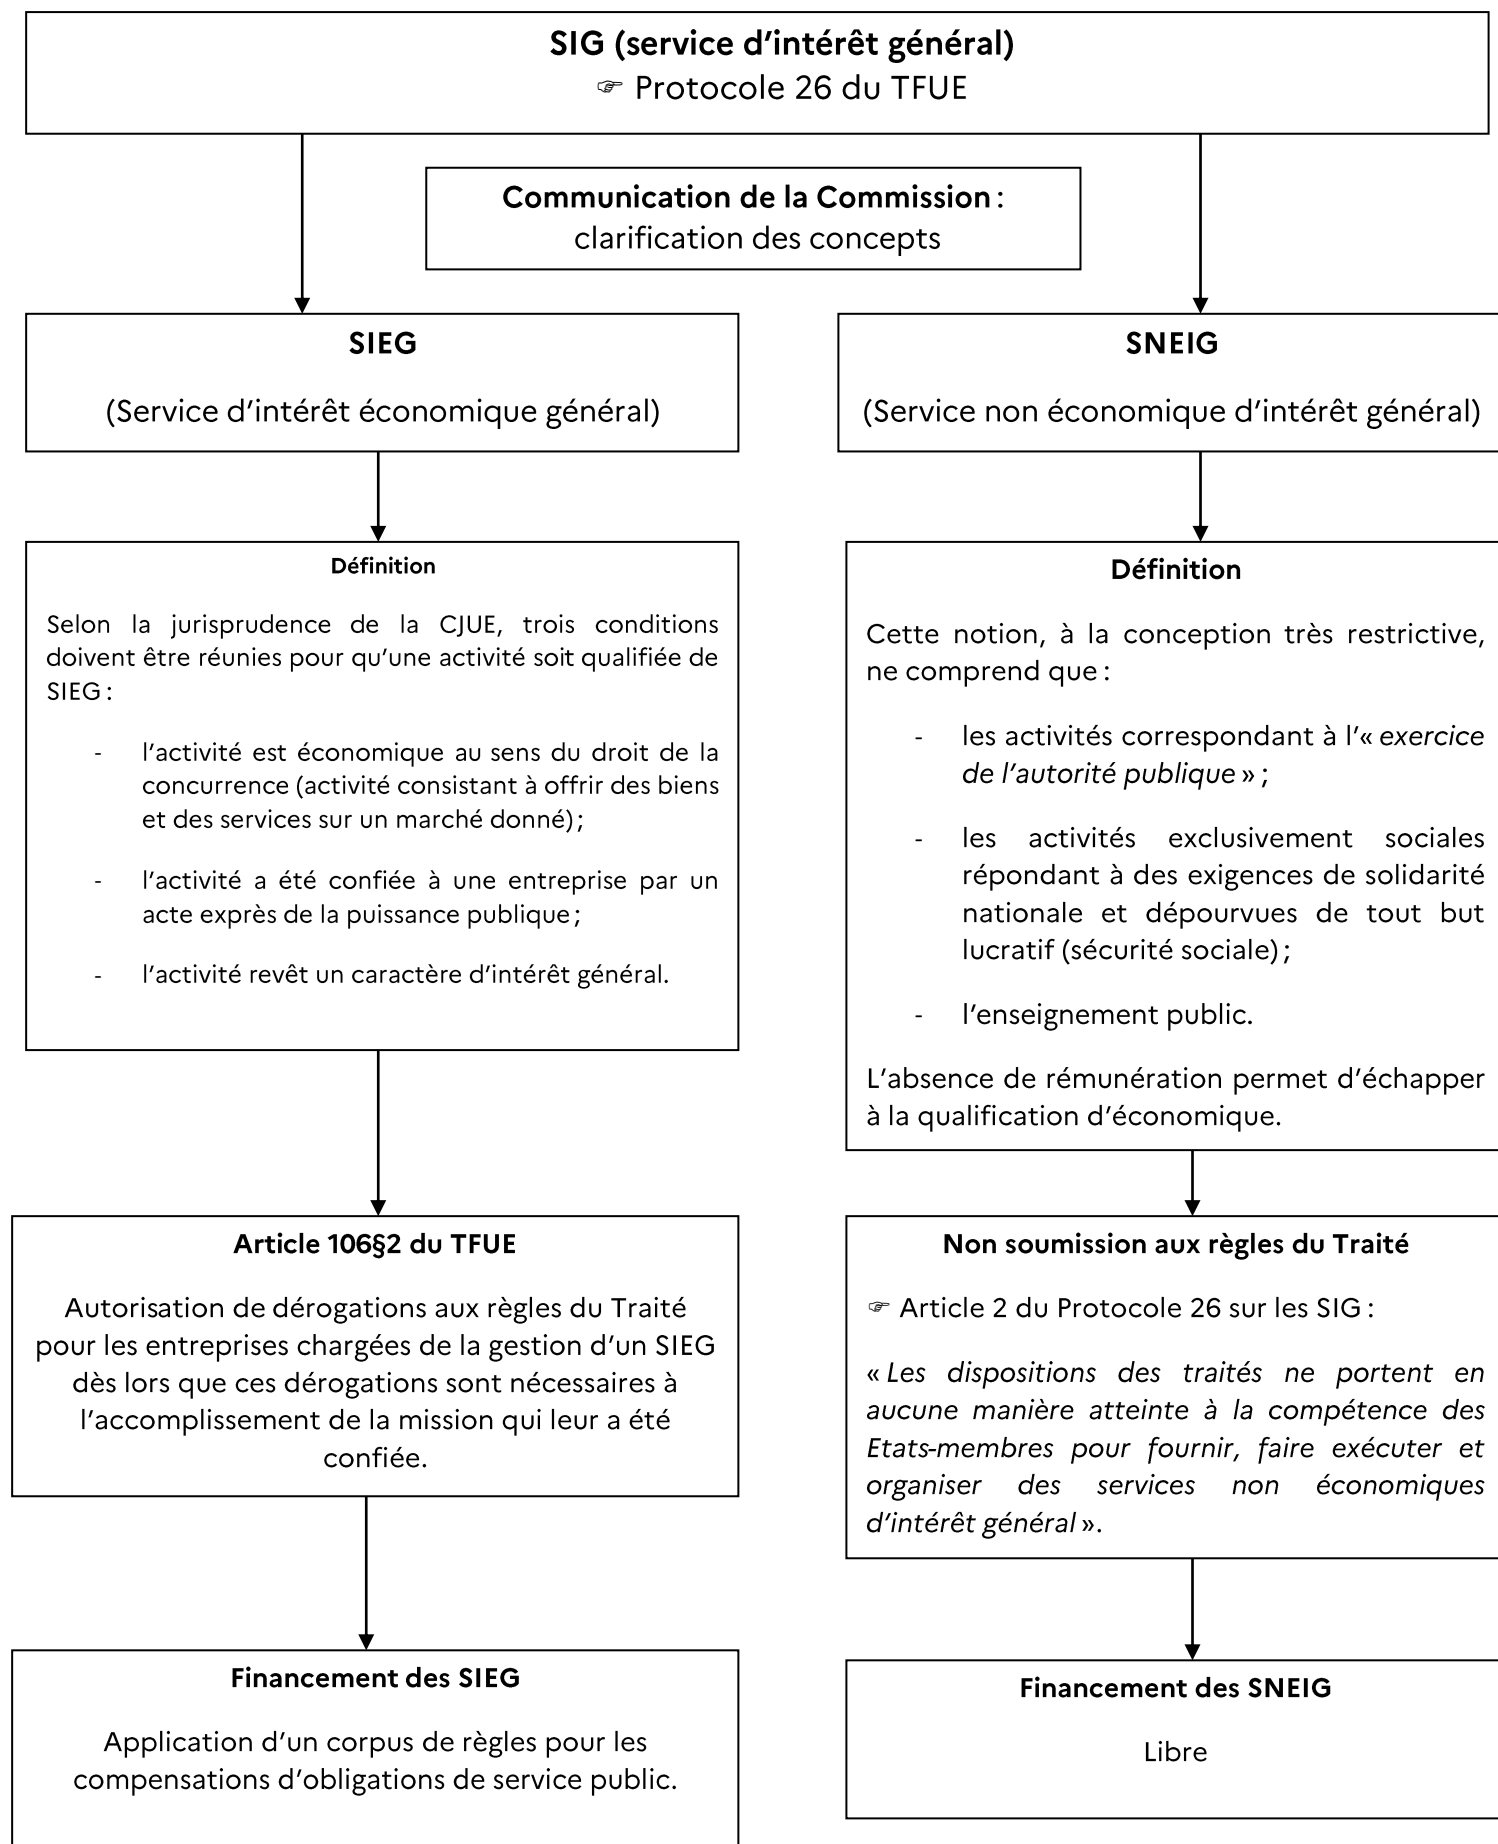 SIG (service d’intérêt général)
☞ Protocole 26 du TFUE
Communication de la Commission :
clarification des concepts
SIEG
(Service d’intérêt économique général)
SNEIG
(Service non économique d’intérêt général)
Définition
Selon la jurisprudence de la CJUE, trois conditions
doivent être réunies pour qu’une activité soit qualifiée de
SIEG :
- l’activité est économique au sens du droit de la
concurrence (activité consistant à offrir des biens
et des services sur un marché donné) ;
- l’activité a été confiée à une entreprise par un
acte exprès de la puissance publique ;
- l’activité revêt un caractère d’intérêt général.
Définition
Cette notion, à la conception très restrictive,
ne comprend que :
- les activités correspondant à l’« exercice
de l’autorité publique » ;
- les activités exclusivement sociales
répondant à des exigences de solidarité
nationale et dépourvues de tout but
lucratif (sécurité sociale) ;
- l’enseignement public.
L’absence de rémunération permet d’échapper
à la qualification d’économique.
Article 106§2 du TFUE
Autorisation de dérogations aux règles du Traité
pour les entreprises chargées de la gestion d’un SIEG
dès lors que ces dérogations sont nécessaires à
l’accomplissement de la mission qui leur a été
confiée.
Non soumission aux règles du Traité
☞ Article 2 du Protocole 26 sur les SIG :
« Les dispositions des traités ne portent en
aucune manière atteinte à la compétence des
Etats-membres pour fournir, faire exécuter et
organiser des services non économiques
d’intérêt général ».
Financement des SIEG
Application d’un corpus de règles pour les
compensations d’obligations de service public.
Financement des SNEIG
Libre